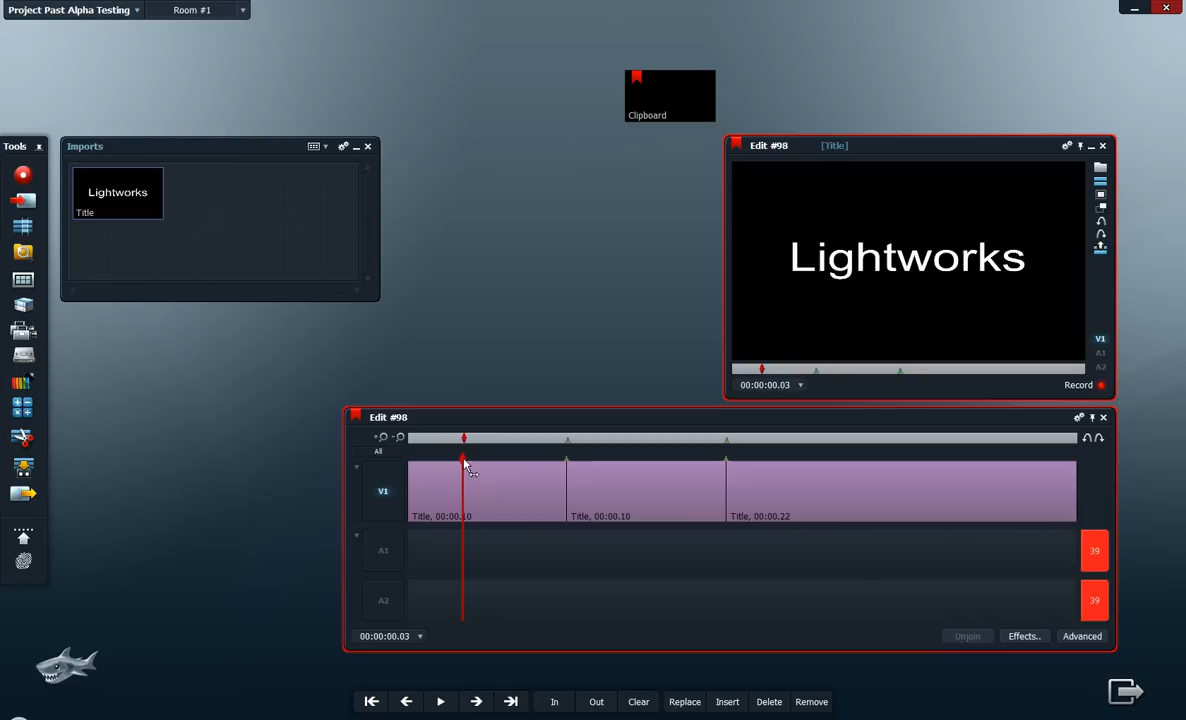 Project Past Alpha Testing
Room #1
Clipboard
Tools
Imports
Lightworks
Title
Edit #98
[Title]
Lightworks
V1
A1
A2
00:00:00.03
Record
Edit #98
All
V1
Title, 00:00.10
Title, 00:00.10
Title, 00:00.22
A1
39
A2
39
00:00:00.03
Unjoin
Effects..
Advanced
In
Out
Clear
Replace
Insert
Delete
Remove